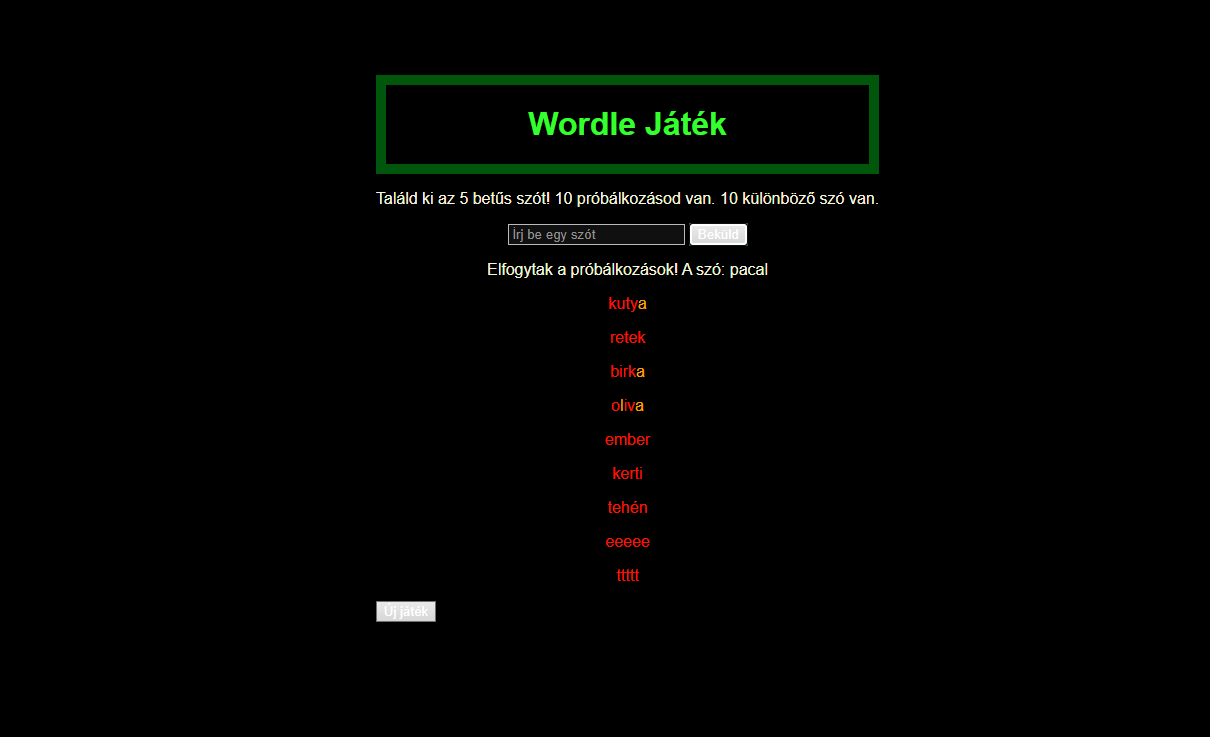 Wordle Játék
Találd ki az 5 betűs szót! 10 próbálkozásod van. 10 különböző szó van.
Írj be egy szót Beküld
Elfogytak a próbálkozások! A szó: pacal
kutya
retek
birka
oliva
ember
kerti
tehén
eeeee
ttttt
Új játék